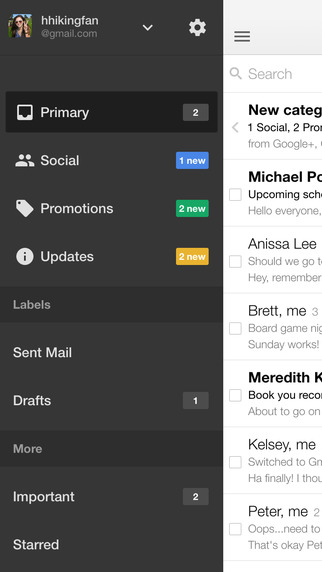 hhikingfan
@gmail.com
Primary 2
Social 1 new
Promotions 2 new
Updates 2 new
Labels
Sent Mail
Drafts 1
More
Important 2
Starred
Search
New categ
1 Social, 2 Pro
from Google+,
Michael Po
Upcoming sch
Hello everyone,
Anissa Lee
Should we go t
Hey, remember
Brett, me 3
Board game nig
Sunday works!
Meredith K
Book you reco
About to go on
Kelsey, me
Switched to Gm
Ha finally! I thou
Peter, me 2
Oops...need to
That's okay Pet